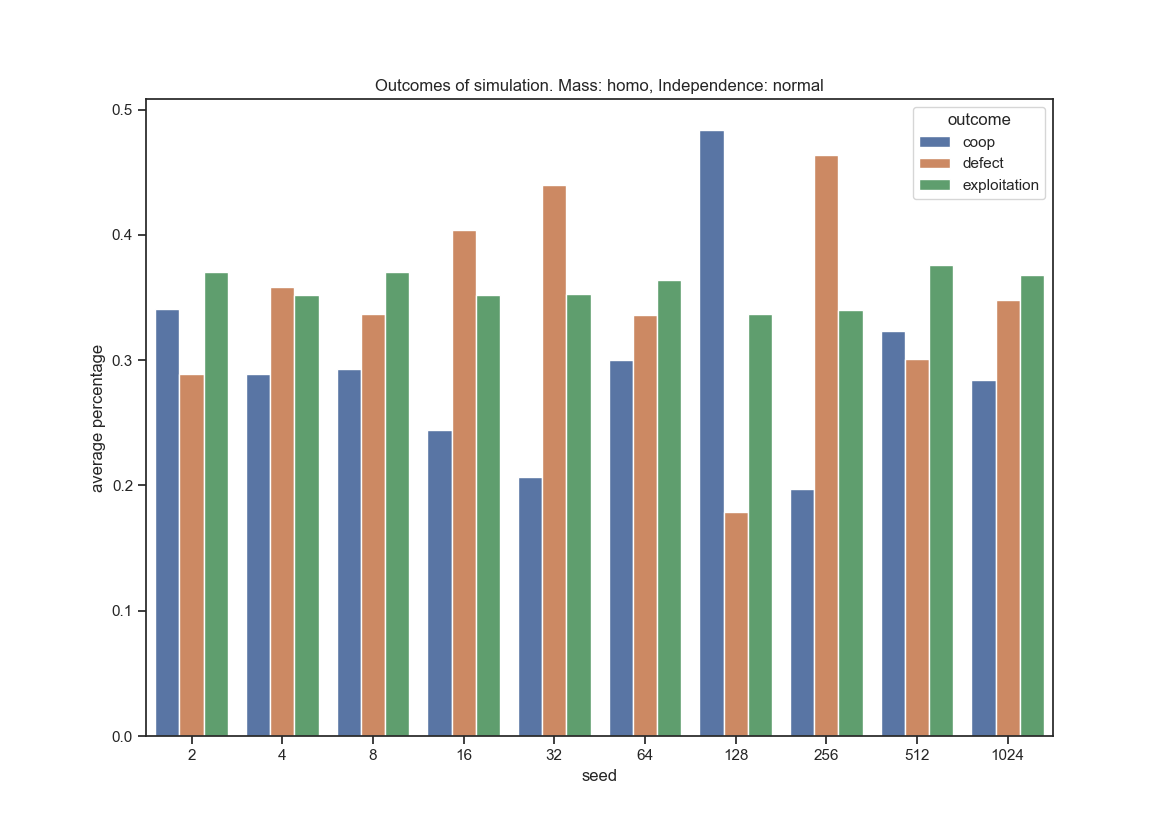 Outcomes of simulation. Mass: homo, Independence: normal
outcome
coop
defect
exploitation
average percentage
0.5
0.4
0.3
0.2
0.1
0.0
2 4 8 16 32 64 128 256 512 1024
seed